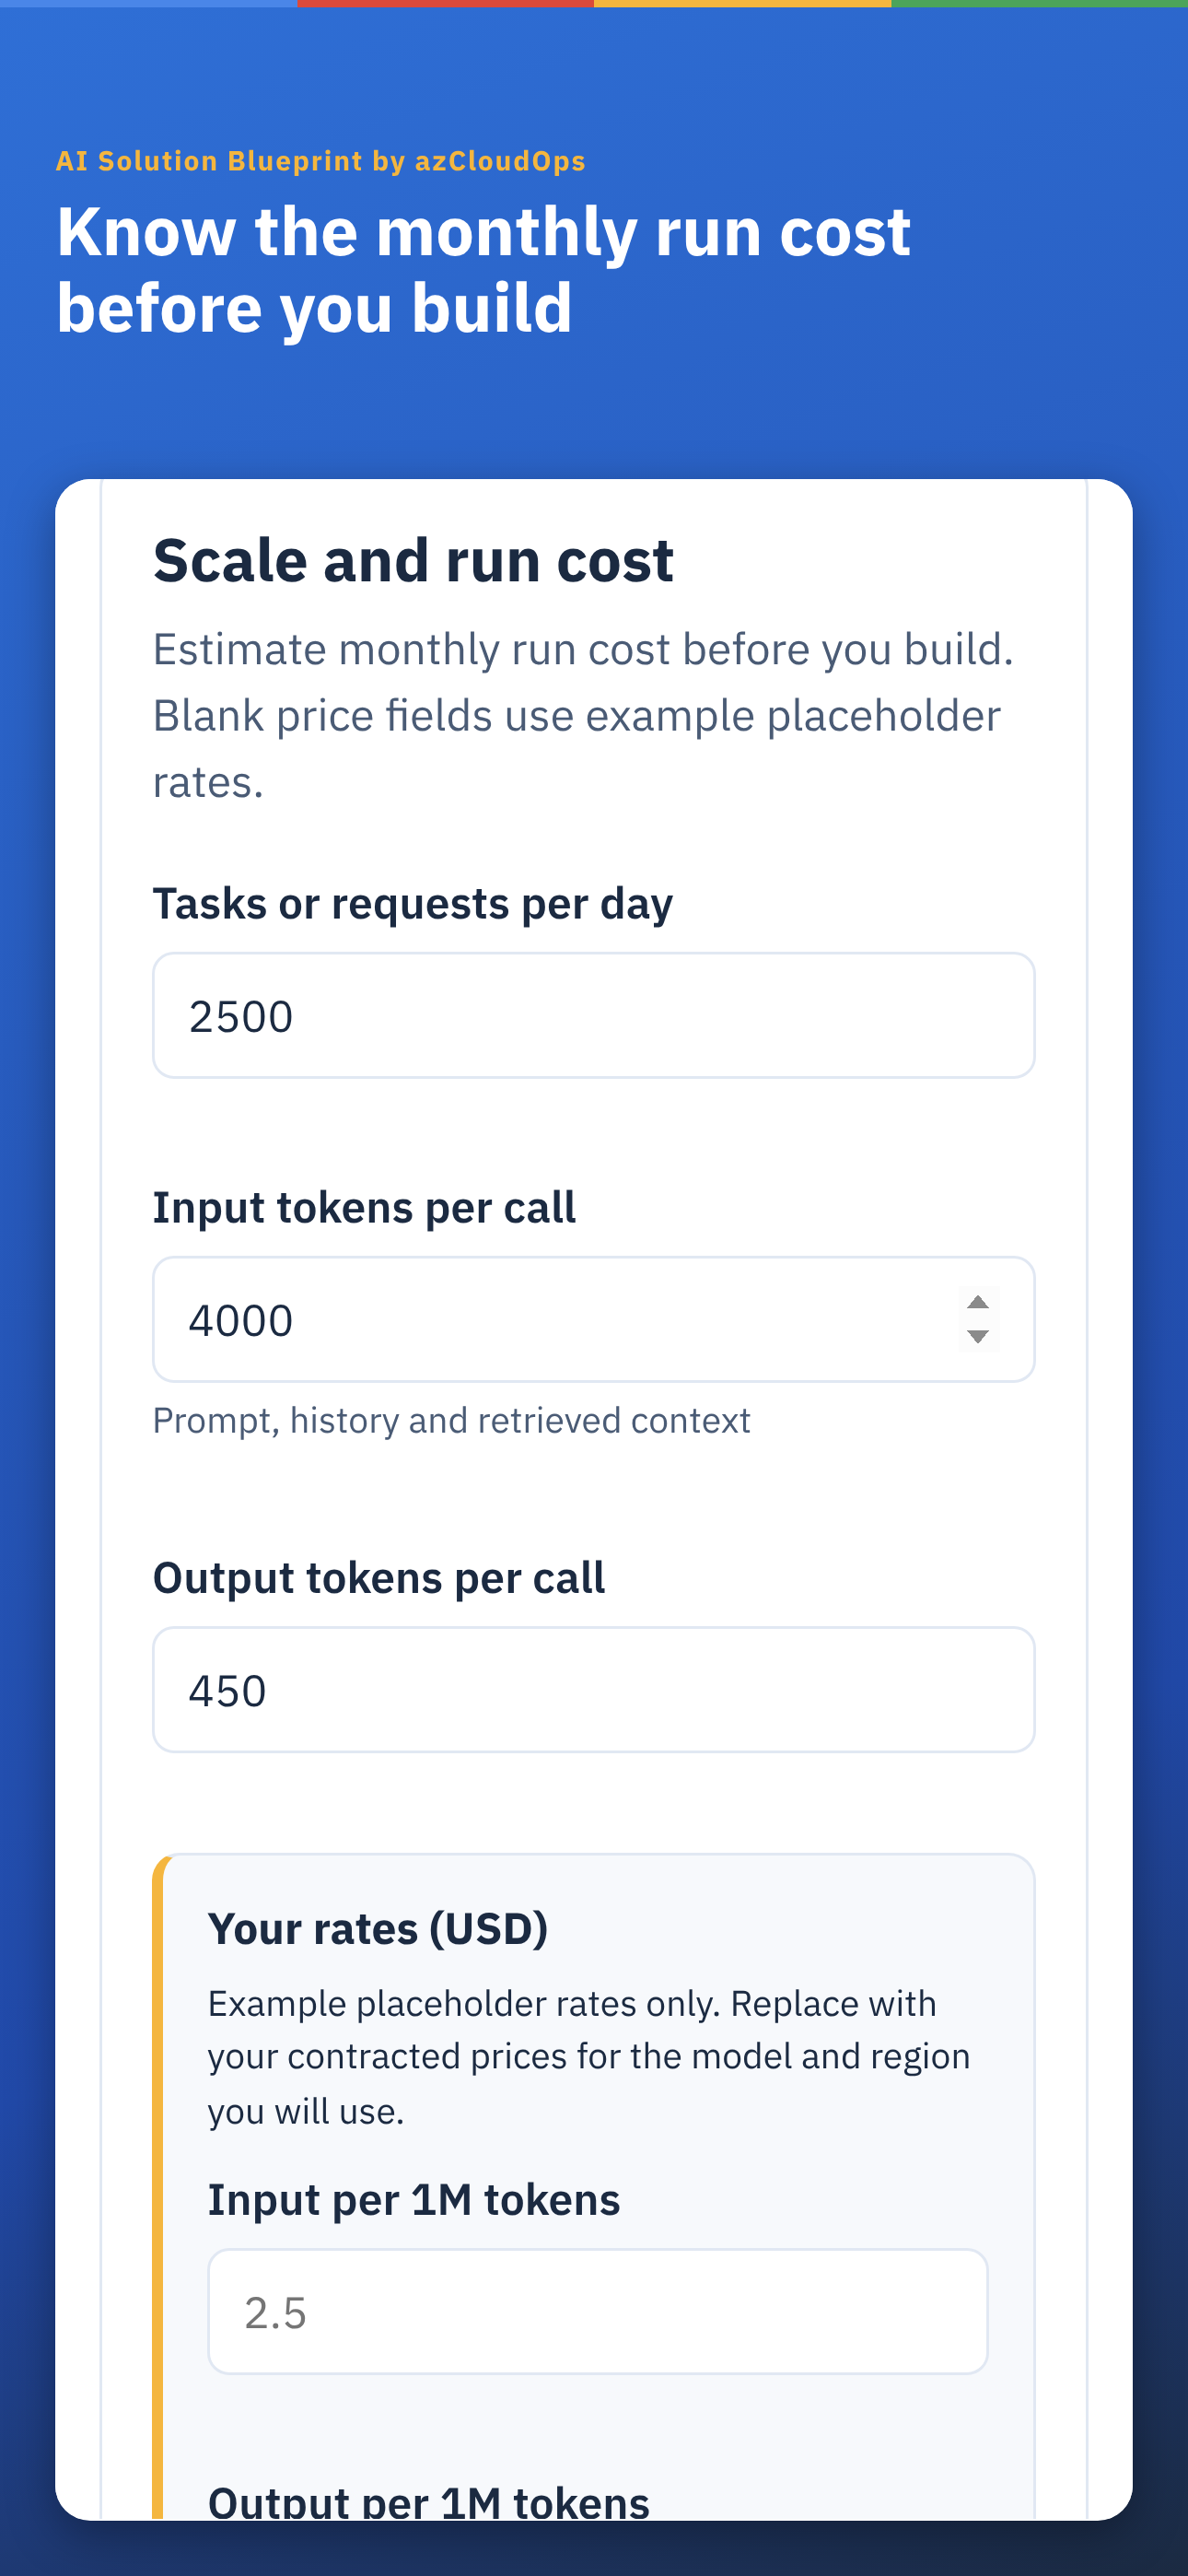 AI Solution Blueprint by azCloudOps
Know the monthly run cost
before you build
Scale and run cost
Estimate monthly run cost before you build.
Blank price fields use example placeholder
rates.
Tasks or requests per day
2500
Input tokens per call
4000
Prompt, history and retrieved context
Output tokens per call
450
Your rates (USD)
Example placeholder rates only. Replace with
your contracted prices for the model and region
you will use.
Input per 1M tokens
2.5
Output per 1M tokens